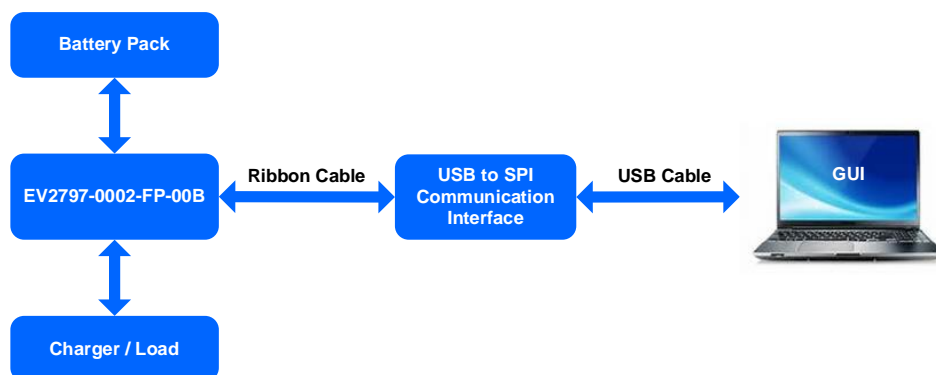 Battery Pack
EV2797-0002-FP-00B
Ribbon Cable
USB to SPI
Communication
Interface
USB Cable
GUI
Charger / Load